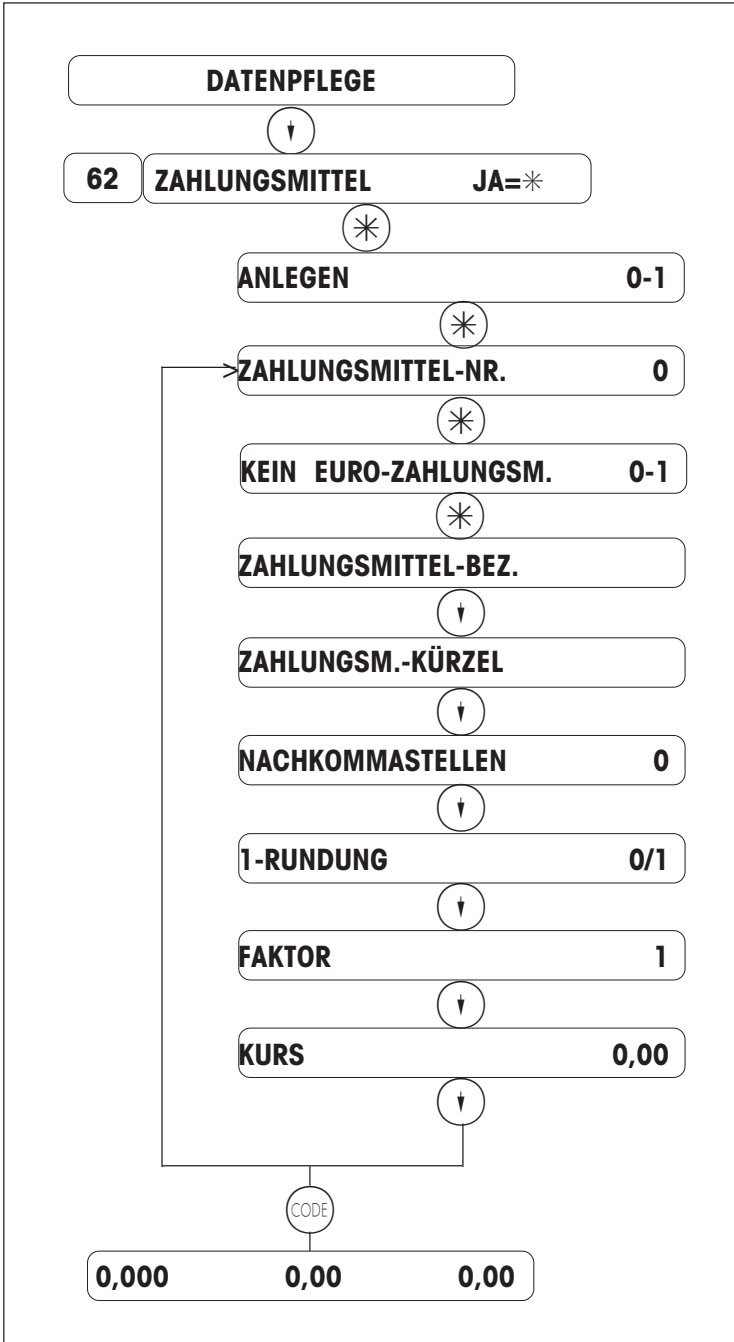 DATENPFLEGE
62 ZAHLUNGSMITTEL JA=✳
ANLEGEN 0-1
ZAHLUNGSMITTEL-NR. 0
KEIN EURO-ZAHLUNGSM. 0-1
ZAHLUNGSMITTEL-BEZ.
ZAHLUNGSM.-KÜRZEL
NACHKOMMASTELLEN 0
1-RUNDUNG 0/1
FAKTOR 1
KURS 0,00
CODE
0,000 0,00 0,00